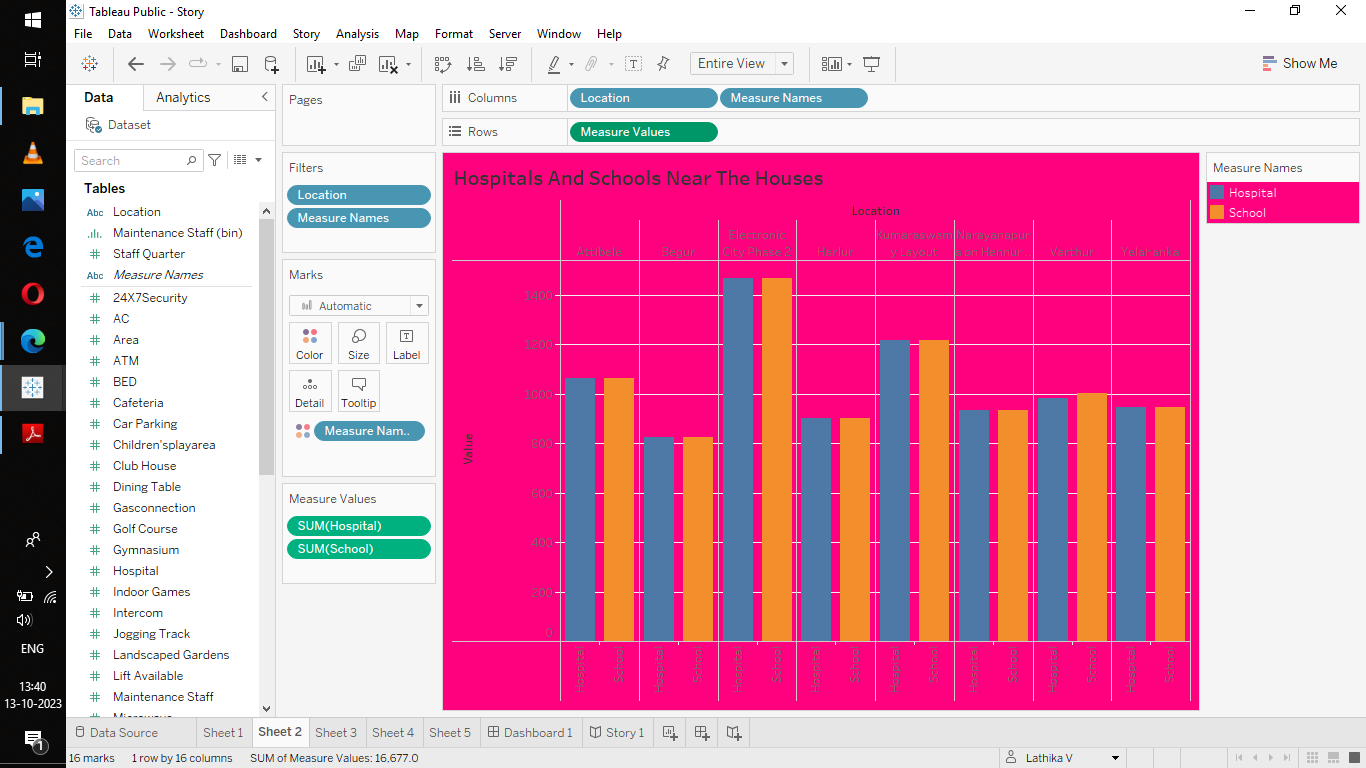 Tableau Public - Story
File Data Worksheet Dashboard Story Analysis Map Format Server Window Help
Entire View
Show Me
Data Analytics
Dataset
Search
Tables
Abc Location
Maintenance Staff (bin)
Staff Quarter
Abc Measure Names
24X7Security
AC
Area
ATM
BED
Cafeteria
Car Parking
Children'splayarea
Club House
Dining Table
Gasconnection
Golf Course
Gymnasium
Hospital
Indoor Games
Intercom
Jogging Track
Landscaped Gardens
Lift Available
Maintenance Staff
Pages
Filters
Location
Measure Names
Marks
Automatic
Color Size Label
Detail Tooltip
Measure Nam..
Measure Values
SUM(Hospital)
SUM(School)
Columns Location Measure Names
Rows Measure Values
Hospitals And Schools Near The Houses
Location
Attibele Begur Electronic City Phase 2 Harlur Kumaraswamy Layout Narayanapura on Hennur.. Varthur Yelahanka
Value
1400
1200
1000
800
600
400
200
0
Hospital School Hospital School Hospital School Hospital School Hospital School Hospital School Hospital School Hospital School
Measure Names
Hospital
School
ENG
13:40
13-10-2023
1
Data Source Sheet 1 Sheet 2 Sheet 3 Sheet 4 Sheet 5 Dashboard 1 Story 1
16 marks 1 row by 16 columns SUM of Measure Values: 16,677.0
Lathika V